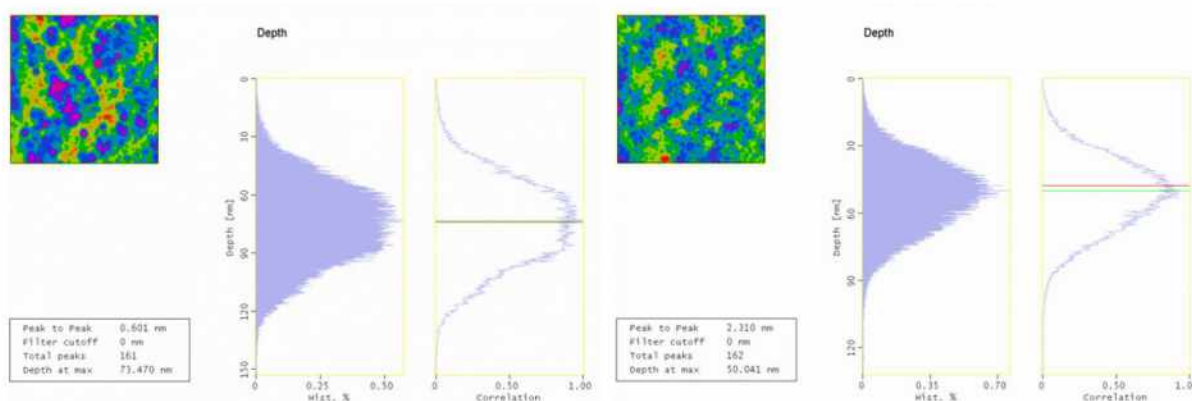 Depth
0
30
60
90
120
150
Depth [nm]
0
0.25
0.50
Hist. %
0
0.50
1.00
Correlation
Peak to Peak 0.601 nm
Filter cutoff 0 nm
Total peaks 161
Depth at max 73.470 nm
Depth
0
30
60
90
120
Depth [nm]
0
0.35
0.70
Hist. %
0
0.50
1.0
Correlation
Peak to Peak 2.310 nm
Filter cutoff 0 nm
Total peaks 162
Depth at max 50.041 nm